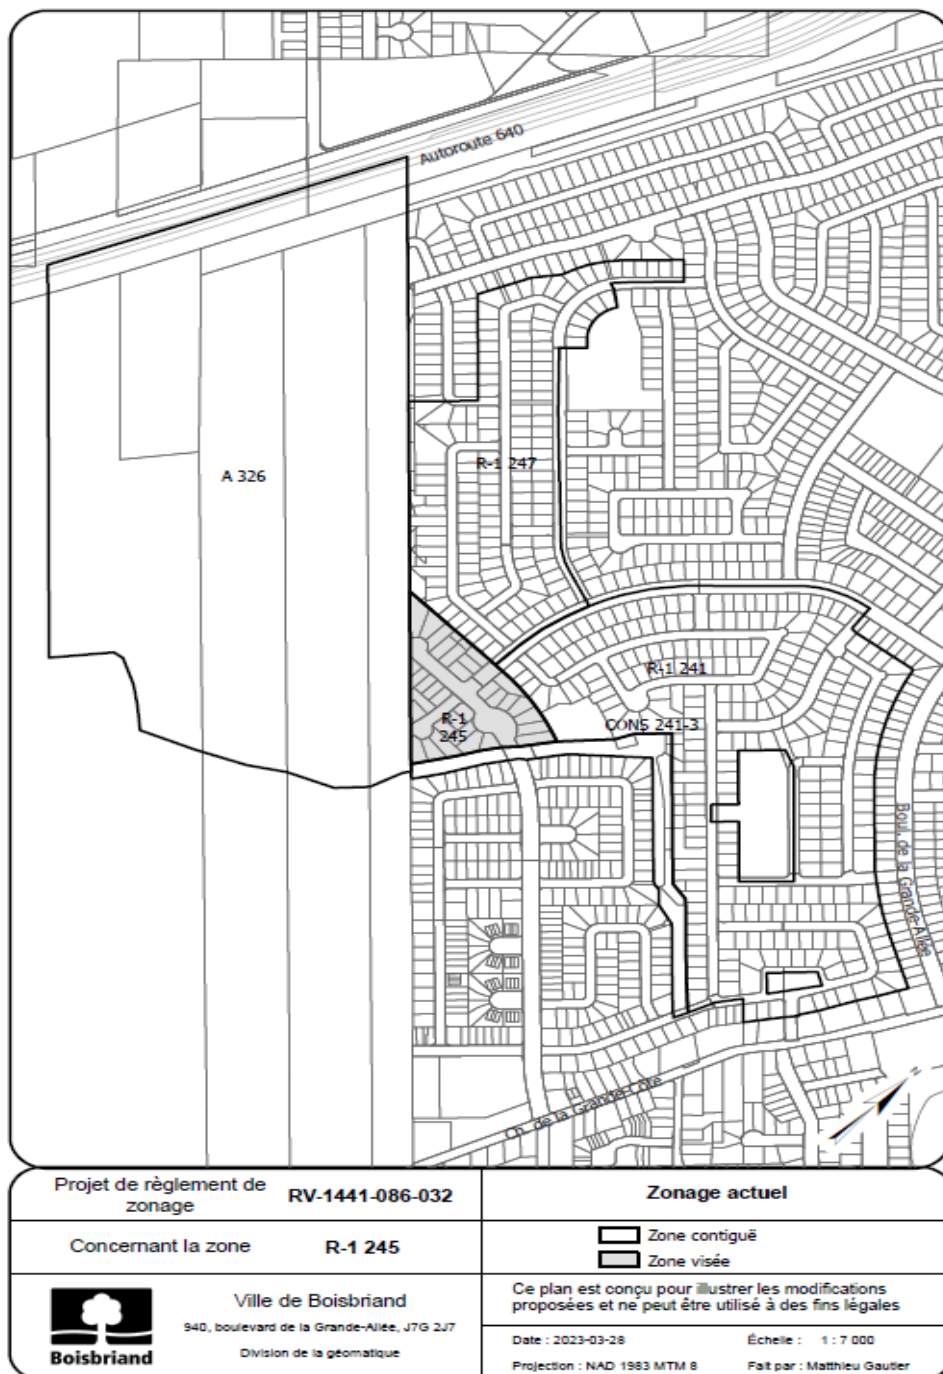 Autoroute 640
R-1 247
A 326
R-1 241
R-1
245
CONS 241-3
Boul. de la Grande-Allée
Ch. de la Grande-Côte
N
Projet de règlement de
zonage
RV-1441-086-032
Zonage actuel
Concernant la zone
R-1 245
Zone contiguë
Zone visée
Boisbriand
Ville de Boisbriand
940, boulevard de la Grande-Allée, J7G 2J7
Division de la géomatique
Ce plan est conçu pour illustrer les modifications
proposées et ne peut être utilisé à des fins légales
Date : 2023-03-28
Échelle : 1 : 7 000
Projection : NAD 1983 MTM 8
Fait par : Matthieu Gautier